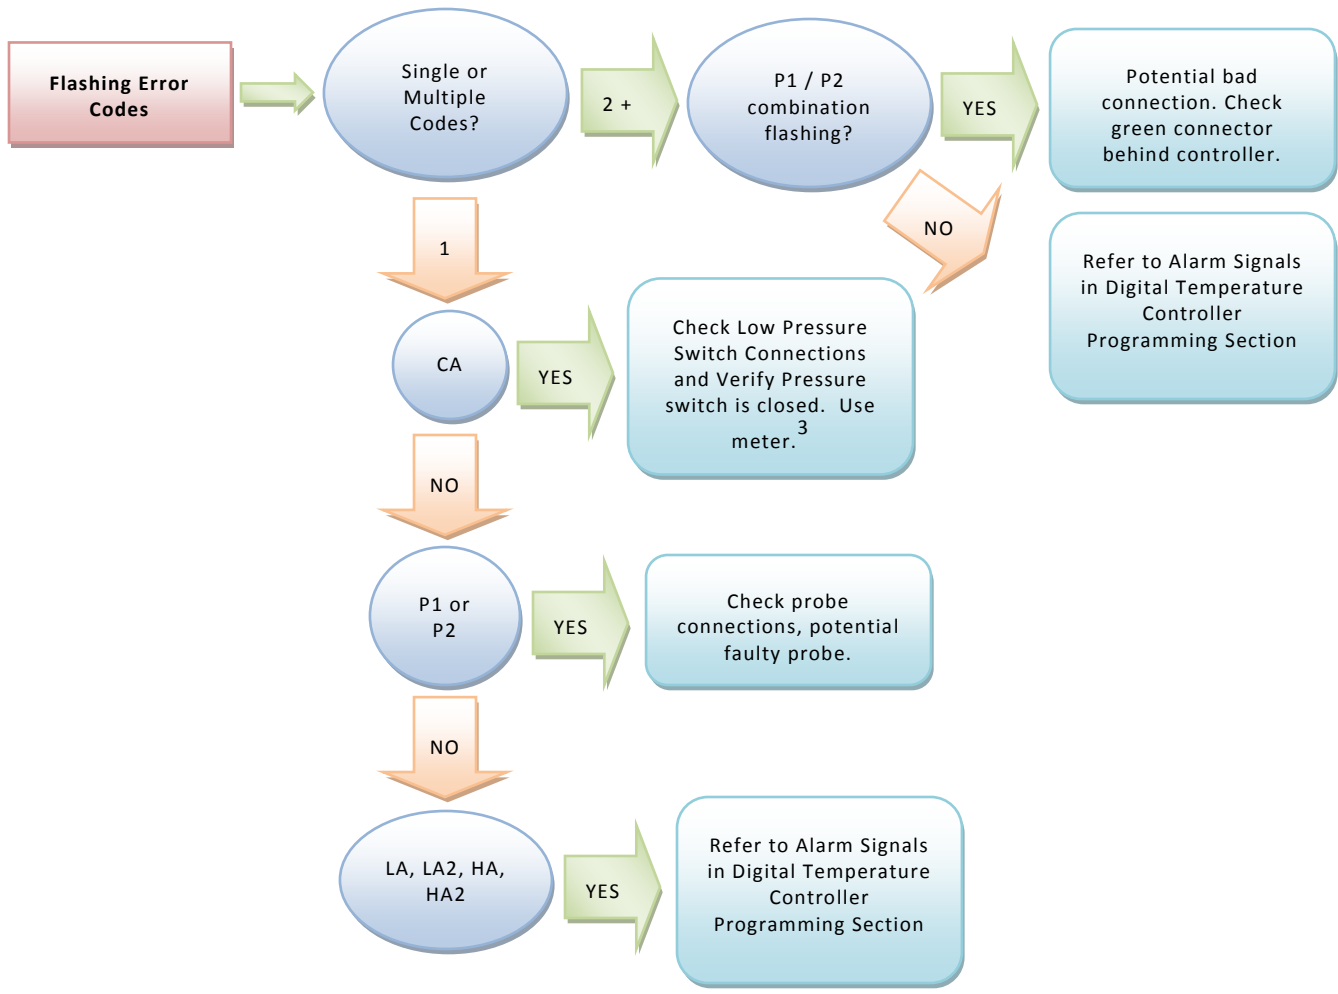 Flashing Error
Codes
Single or
Multiple
Codes?
2 +
P1 / P2
combination
flashing?
YES
Potential bad
connection. Check
green connector
behind controller.
NO
Refer to Alarm Signals
in Digital Temperature
Controller
Programming Section
1
CA
YES
Check Low Pressure
Switch Connections
and Verify Pressure
switch is closed.  Use
meter.3
NO
P1 or
P2
YES
Check probe
connections, potential
faulty probe.
NO
LA, LA2, HA,
HA2
YES
Refer to Alarm Signals
in Digital Temperature
Controller
Programming Section